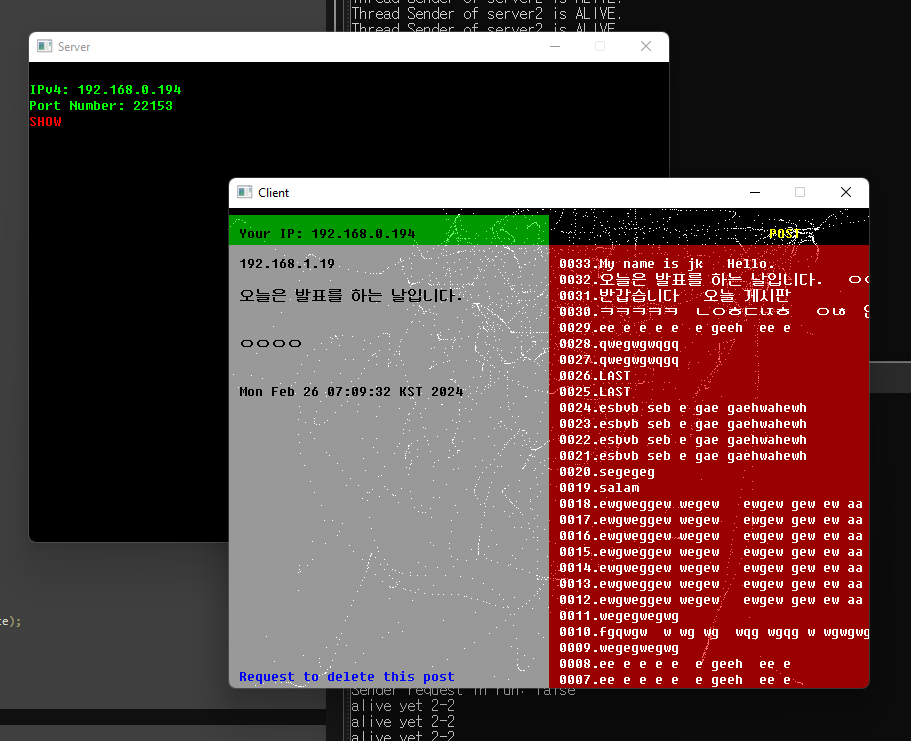 Thread Sender of server2 is ALIVE.
Thread Sender of server2 is ALIVE.
Thread Sender of server2 is ALIVE.
Server
IPv4: 192.168.0.194
Port Number: 22153
SHOW
Client
Your IP: 192.168.0.194
POST
192.168.1.19
오늘은 발표를 하는 날입니다.
ㅇㅇㅇㅇ
Mon Feb 26 07:09:32 KST 2024
Request to delete this post
0033.My name is jk   Hello.
0032.오늘은 발표를 하는 날입니다.
0031.반갑습니다   오늘 게시판
0030.ㅋㅋㅋㅋㅋ
0029.ee e e e e  e geeh  ee e
0028.qwegwgwqgq
0027.qwegwgwqgq
0026.LAST
0025.LAST
0024.esbvb seb e gae gaehwahewh
0023.esbvb seb e gae gaehwahewh
0022.esbvb seb e gae gaehwahewh
0021.esbvb seb e gae gaehwahewh
0020.segegeg
0019.salam
0018.ewgweggew wegew   ewgew gew ew aa
0017.ewgweggew wegew   ewgew gew ew aa
0016.ewgweggew wegew   ewgew gew ew aa
0015.ewgweggew wegew   ewgew gew ew aa
0014.ewgweggew wegew   ewgew gew ew aa
0013.ewgweggew wegew   ewgew gew ew aa
0012.ewgweggew wegew   ewgew gew ew aa
0011.wegegwegwg
0010.fgqwgw  w wg wg  wqg wgqg w wgwgwg
0009.wegegwegwg
0008.ee e e e e  e geeh  ee e
0007.ee e e e e  e geeh  ee e
te);
Sender request in run: false
alive yet 2-2
alive yet 2-2
alive yet 2-2